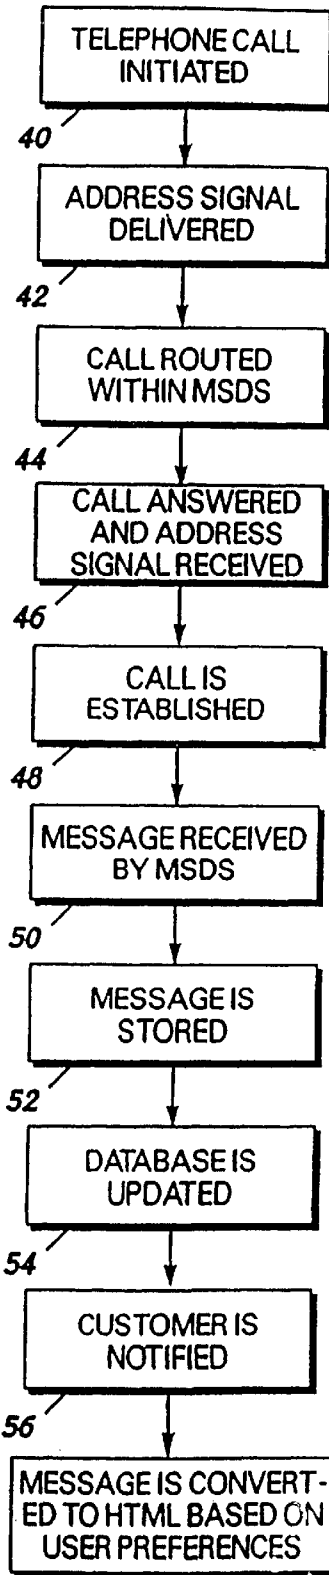 TELEPHONE CALL
INITIATED
40
ADDRESS SIGNAL
DELIVERED
42
CALL ROUTED
WITHIN MSDS
44
CALL ANSWERED
AND ADDRESS
SIGNAL RECEIVED
46
CALL IS
ESTABLISHED
48
MESSAGE RECEIVED
BY MSDS
50
MESSAGE IS
STORED
52
DATABASE IS
UPDATED
54
CUSTOMER IS
NOTIFIED
56
MESSAGE IS CONVERT-
ED TO HTML BASED ON
USER PREFERENCES